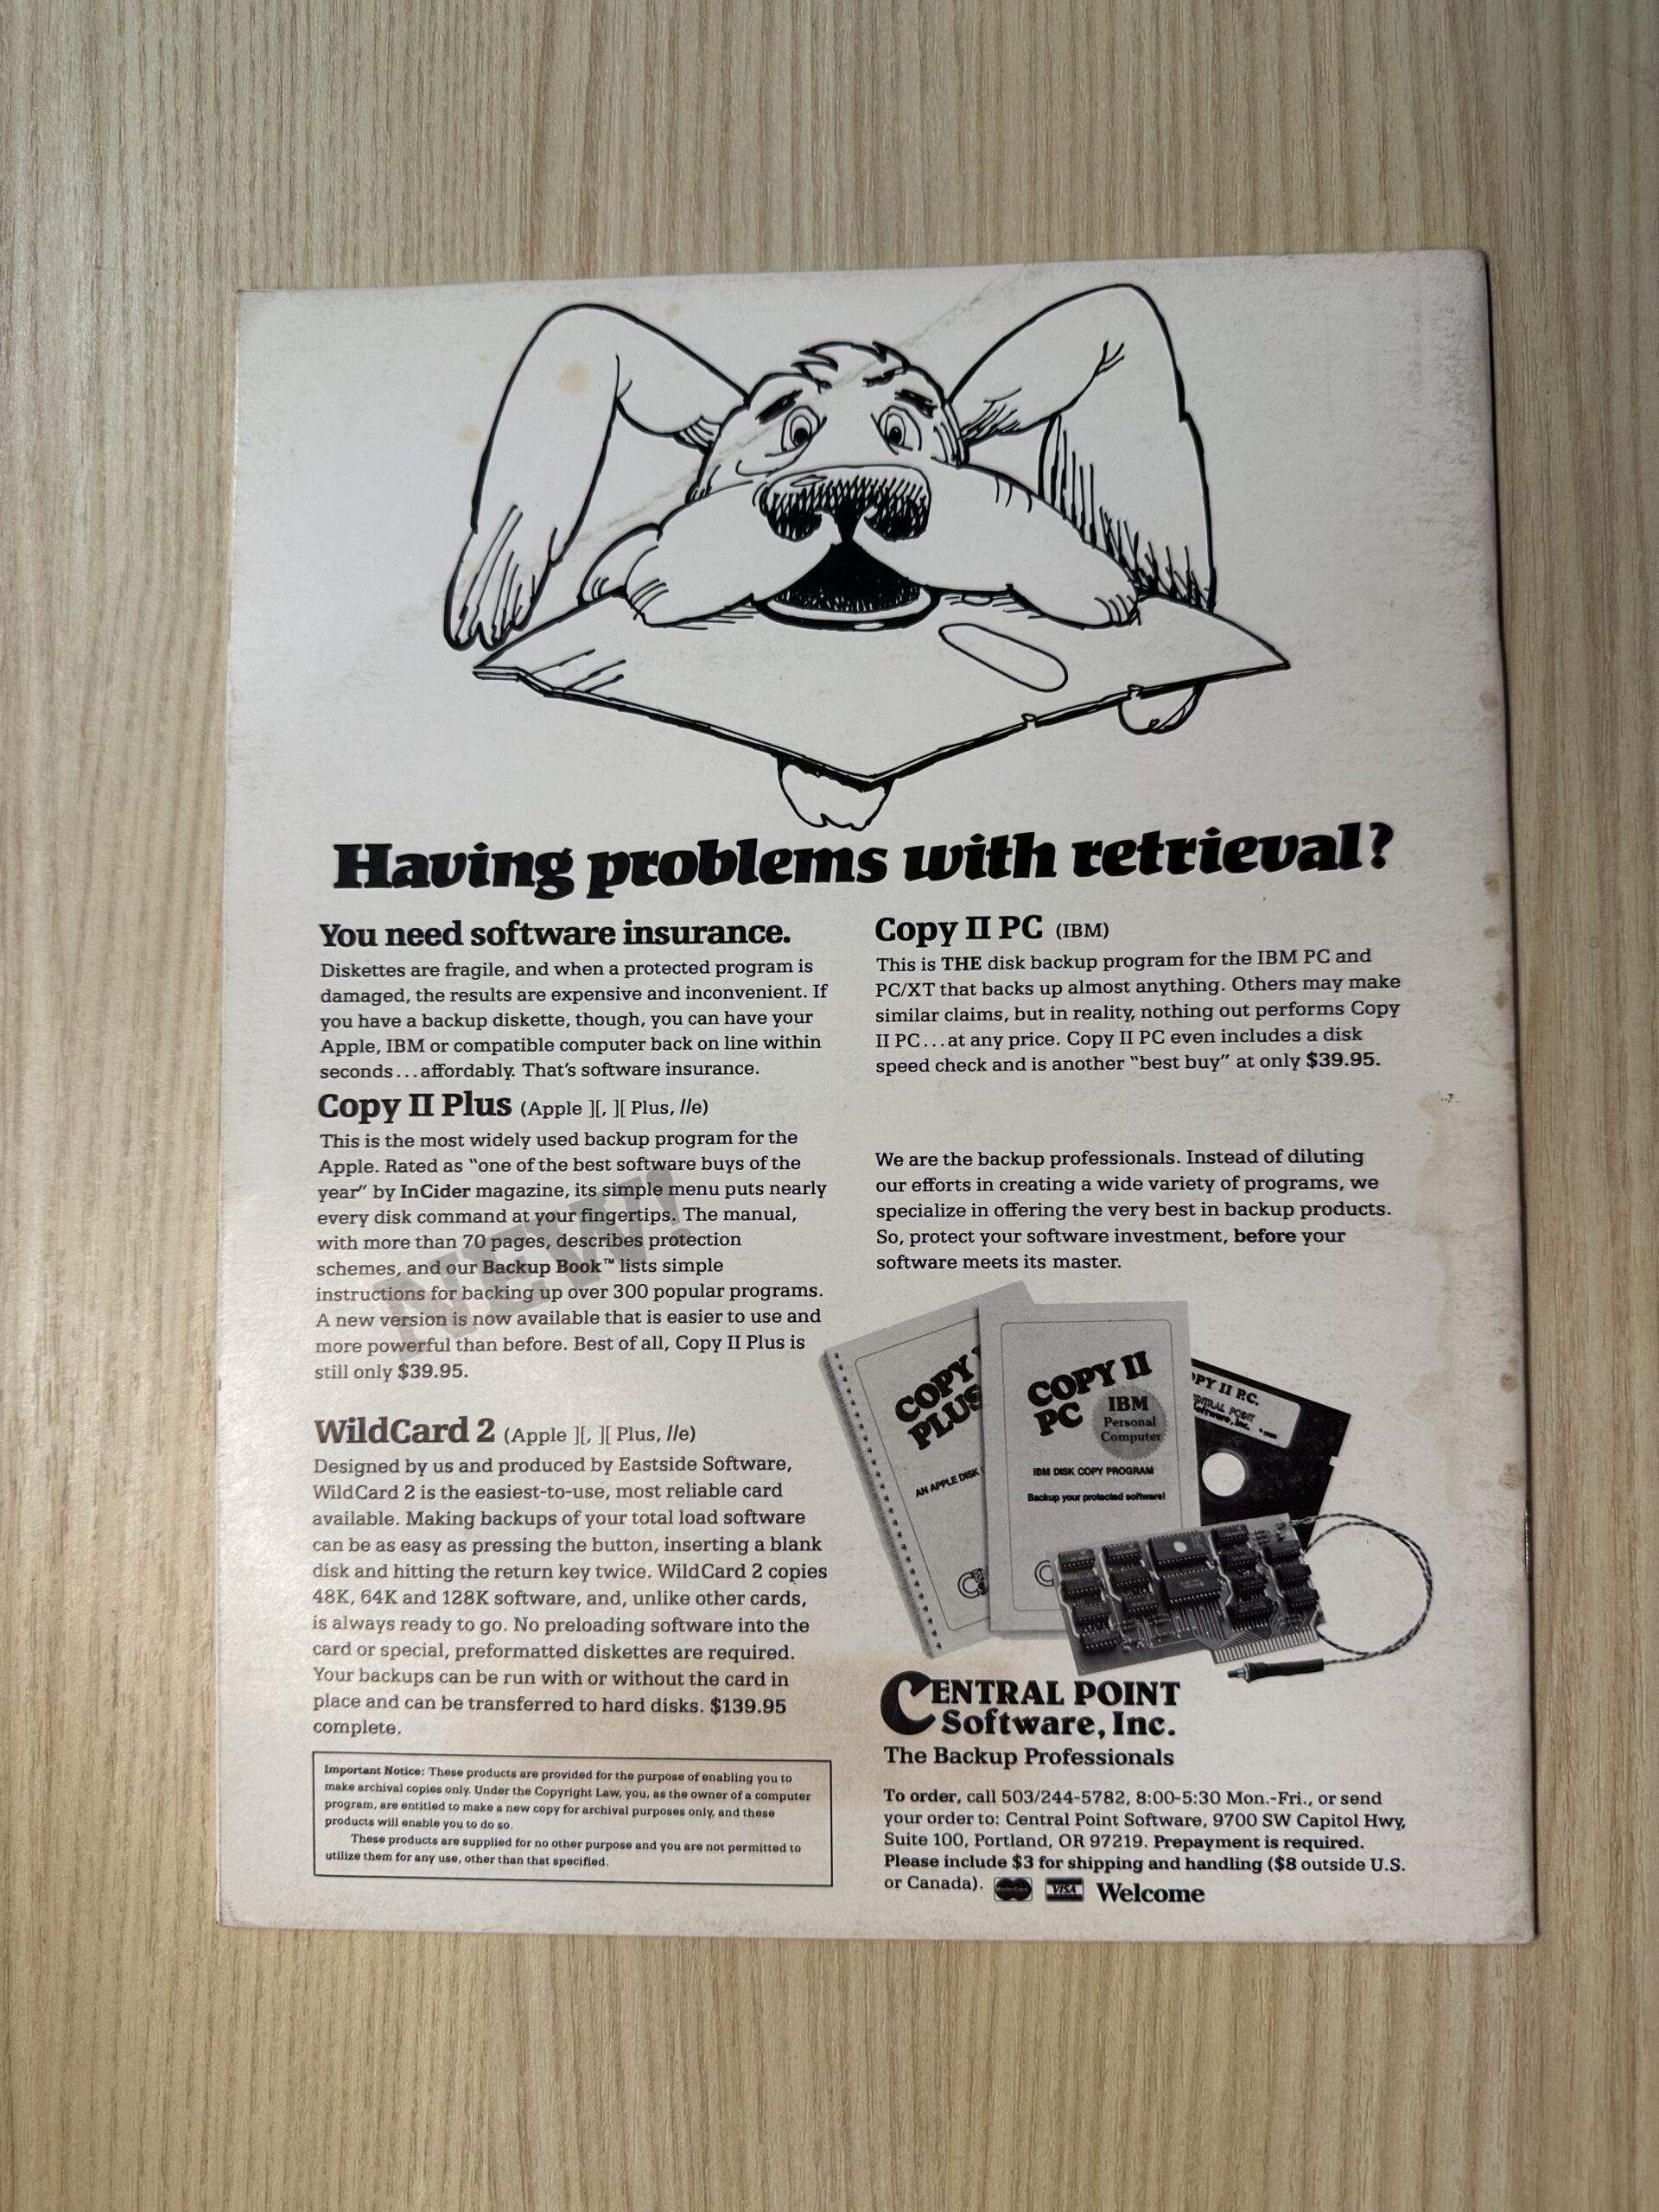 Having problems with retrieval?
You need software insurance.
Diskettes are fragile, and when a protected program is
damaged, the results are expensive and inconvenient. If
you have a backup diskette, though, you can have your
Apple, IBM or compatible computer back on line within
seconds...affordably. That's software insurance.
Copy II Plus (Apple ][, ][ Plus, //e)
This is the most widely used backup program for the
Apple. Rated as "one of the best software buys of the
year" by InCider magazine, its simple menu puts nearly
every disk command at your fingertips. The manual,
with more than 70 pages, describes protection
schemes, and our Backup Book™ lists simple
instructions for backing up over 300 popular programs.
A new version is now available that is easier to use and
more powerful than before. Best of all, Copy II Plus is
still only $39.95.
NEW!
WildCard 2 (Apple ][, ][ Plus, //e)
Designed by us and produced by Eastside Software,
WildCard 2 is the easiest-to-use, most reliable card
available. Making backups of your total load software
can be as easy as pressing the button, inserting a blank
disk and hitting the return key twice. WildCard 2 copies
48K, 64K and 128K software, and, unlike other cards,
is always ready to go. No preloading software into the
card or special, preformatted diskettes are required.
Your backups can be run with or without the card in
place and can be transferred to hard disks. $139.95
complete.
Important Notice: These products are provided for the purpose of enabling you to
make archival copies only. Under the Copyright Law, you, as the owner of a computer
program, are entitled to make a new copy for archival purposes only, and these
products will enable you to do so.
These products are supplied for no other purpose and you are not permitted to
utilize them for any use, other than that specified.
Copy II PC (IBM)
This is THE disk backup program for the IBM PC and
PC/XT that backs up almost anything. Others may make
similar claims, but in reality, nothing out performs Copy
II PC...at any price. Copy II PC even includes a disk
speed check and is another "best buy" at only $39.95.
We are the backup professionals. Instead of diluting
our efforts in creating a wide variety of programs, we
specialize in offering the very best in backup products.
So, protect your software investment, before your
software meets its master.
COPY
PLUS
AN APPLE DISK
COPY II
PC
IBM
Personal
Computer
IBM DISK COPY PROGRAM
Backup your protected software!
OPY II P.C.
CENTRAL POINT
Software, Inc.
CENTRAL POINT
Software, Inc.
The Backup Professionals
To order, call 503/244-5782, 8:00-5:30 Mon.-Fri., or send
your order to: Central Point Software, 9700 SW Capitol Hwy,
Suite 100, Portland, OR 97219. Prepayment is required.
Please include $3 for shipping and handling ($8 outside U.S.
or Canada). MasterCard VISA Welcome